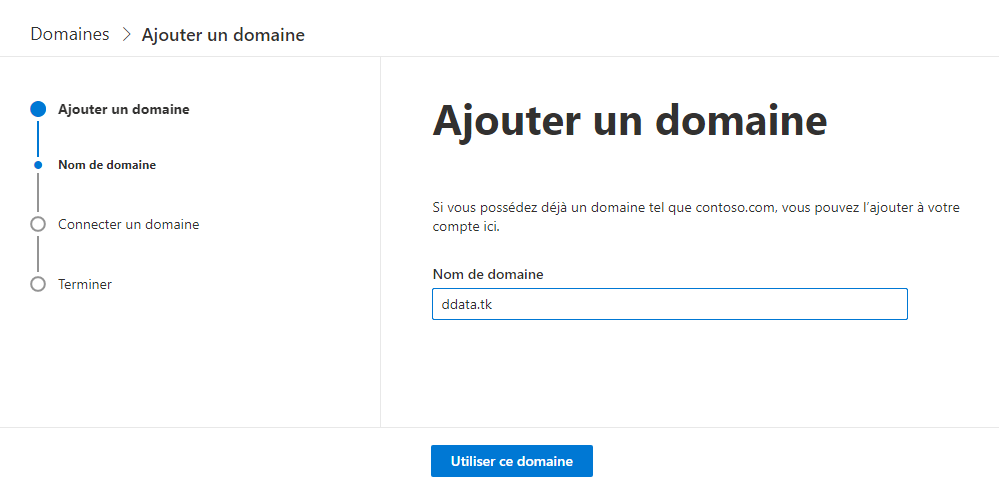 Domaines > Ajouter un domaine
Ajouter un domaine
Nom de domaine
Connecter un domaine
Terminer
Ajouter un domaine
Si vous possédez déjà un domaine tel que contoso.com, vous pouvez l’ajouter à votre
compte ici.
Nom de domaine
ddata.tk
Utiliser ce domaine